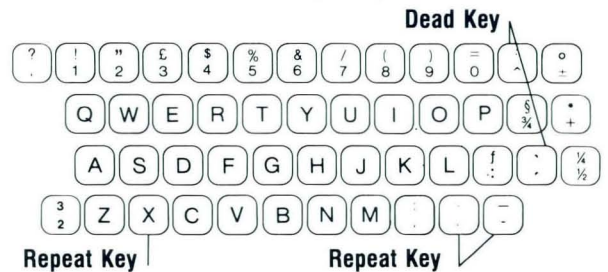 Dead Key
? . ! 1 " 2 £ 3 $ 4 % 5 & 6 / 7 ( 8 ) 9 = 0 ^ o ±
Q W E R T Y U I O P § ¾ +
A S D F G H J K L f : ` ¼ ½
3 2 Z X C V B N M -
Repeat Key Repeat Key